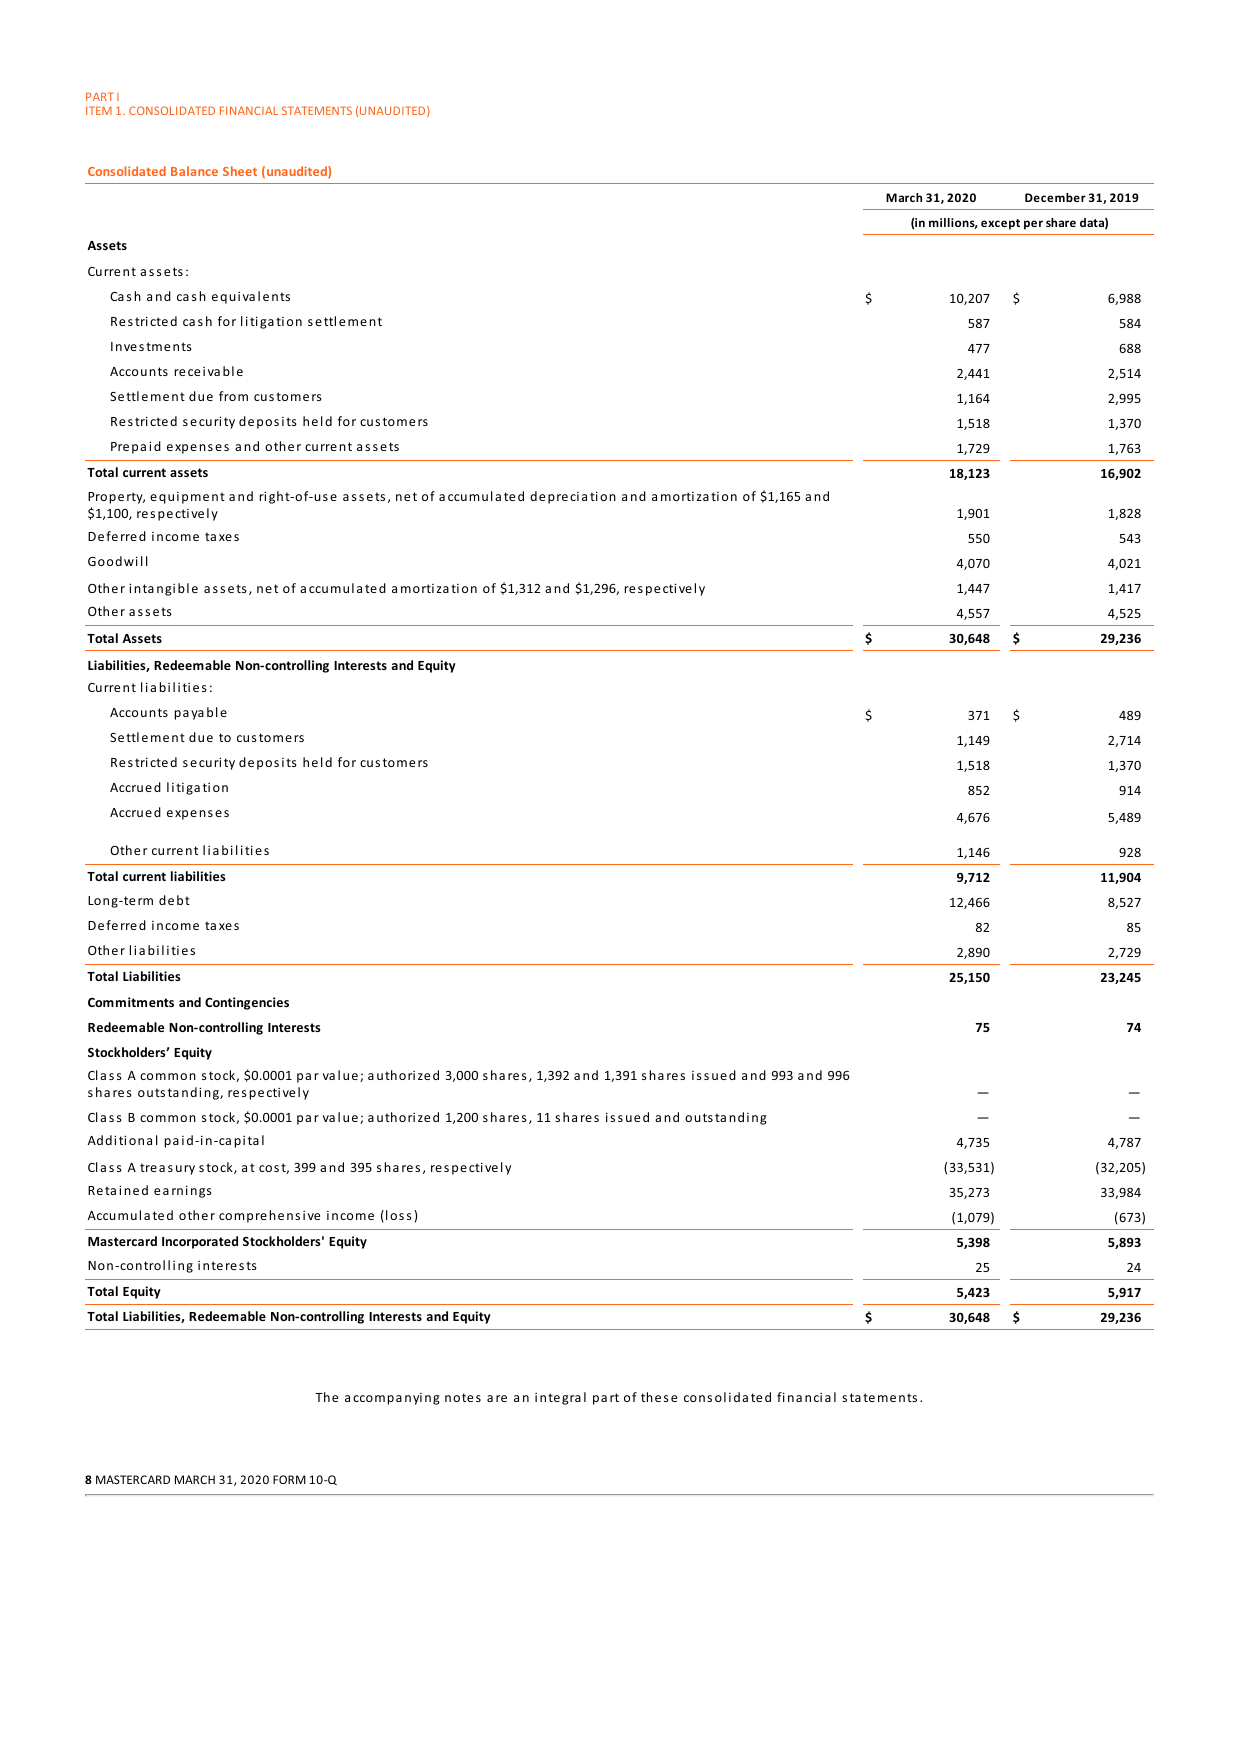 PART I
ITEM 1. CONSOLIDATED FINANCIAL STATEMENTS (UNAUDITED)
Consolidated Balance Sheet (unaudited)
March 31, 2020 December 31, 2019
(in millions, except per share data)
Assets
Current assets:
Cash and cash equivalents $ 10,207 $ 6,988
Restricted cash for litigation settlement 587 584
Investments 477 688
Accounts receivable 2,441 2,514
Settlement due from customers 1,164 2,995
Restricted security deposits held for customers 1,518 1,370
Prepaid expenses and other current assets 1,729 1,763
Total current assets 18,123 16,902
Property, equipment and right-of-use assets, net of accumulated depreciation and amortization of $1,165 and
$1,100, respectively 1,901 1,828
Deferred income taxes 550 543
Goodwill 4,070 4,021
Other intangible assets, net of accumulated amortization of $1,312 and $1,296, respectively 1,447 1,417
Other assets 4,557 4,525
Total Assets $ 30,648 $ 29,236
Liabilities, Redeemable Non-controlling Interests and Equity
Current liabilities:
Accounts payable $ 371 $ 489
Settlement due to customers 1,149 2,714
Restricted security deposits held for customers 1,518 1,370
Accrued litigation 852 914
Accrued expenses 4,676 5,489
Other current liabilities 1,146 928
Total current liabilities 9,712 11,904
Long-term debt 12,466 8,527
Deferred income taxes 82 85
Other liabilities 2,890 2,729
Total Liabilities 25,150 23,245
Commitments and Contingencies
Redeemable Non-controlling Interests 75 74
Stockholders’ Equity
Class A common stock, $0.0001 par value; authorized 3,000 shares, 1,392 and 1,391 shares issued and 993 and 996
shares outstanding, respectively — —
Class B common stock, $0.0001 par value; authorized 1,200 shares, 11 shares issued and outstanding — —
Additional paid-in-capital 4,735 4,787
Class A treasury stock, at cost, 399 and 395 shares, respectively (33,531) (32,205)
Retained earnings 35,273 33,984
Accumulated other comprehensive income (loss) (1,079) (673)
Mastercard Incorporated Stockholders' Equity 5,398 5,893
Non-controlling interests 25 24
Total Equity 5,423 5,917
Total Liabilities, Redeemable Non-controlling Interests and Equity $ 30,648 $ 29,236
The accompanying notes are an integral part of these consolidated financial statements.
8 MASTERCARD MARCH 31, 2020 FORM 10-Q